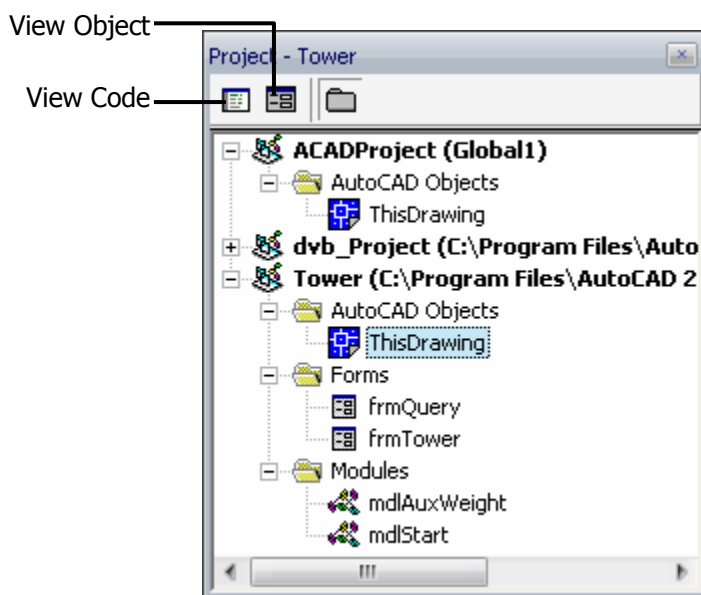 View Object
Project - Tower
View Code
ACADProject (Global1)
AutoCAD Objects
ThisDrawing
dvb_Project (C:\Program Files\Auto
Tower (C:\Program Files\AutoCAD 2
AutoCAD Objects
ThisDrawing
Forms
frmQuery
frmTower
Modules
mdlAuxWeight
mdlStart